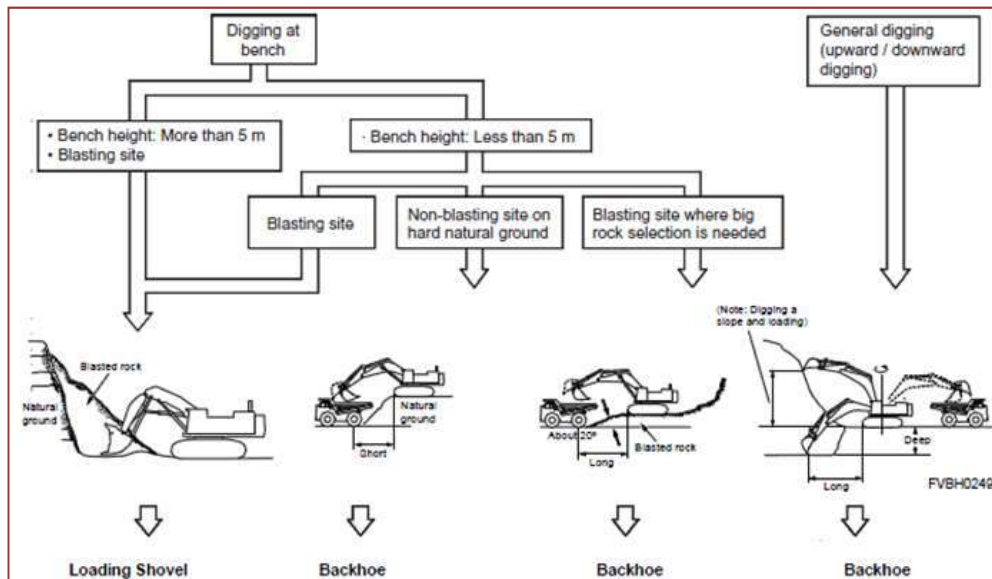 Digging at
bench
General digging
(upward / downward
digging)
• Bench height: More than 5 m
• Blasting site
· Bench height: Less than 5 m
Blasting site
Non-blasting site on
hard natural ground
Blasting site where big
rock selection is needed
(Note: Digging a
slope and loading)
Blasted rock
Natural
ground
Natural
ground
Short
About 20°
Blasted rock
Long
Deep
Long
FVBH0249
Loading Shovel
Backhoe
Backhoe
Backhoe